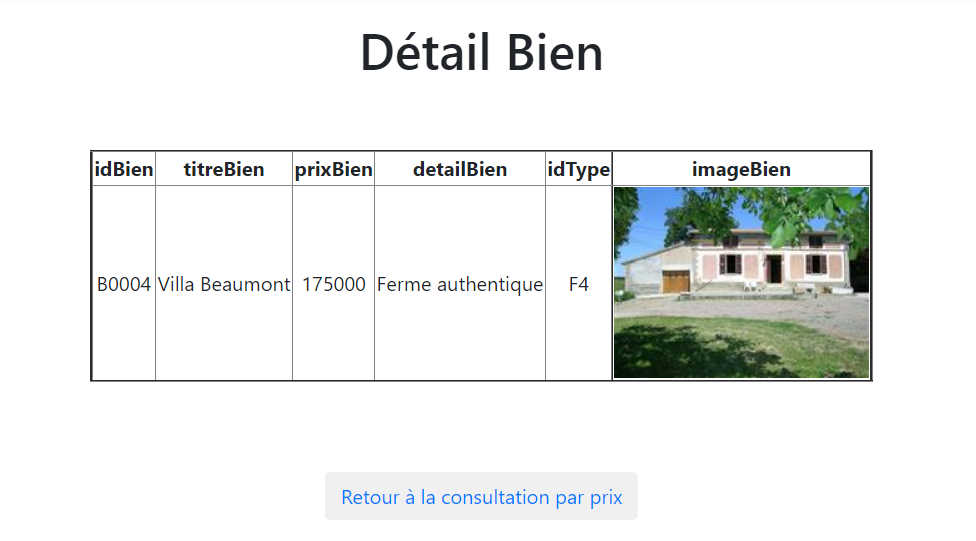 Détail Bien
idBien titreBien prixBien detailBien idType imageBien
B0004 Villa Beaumont 175000 Ferme authentique F4
Retour à la consultation par prix